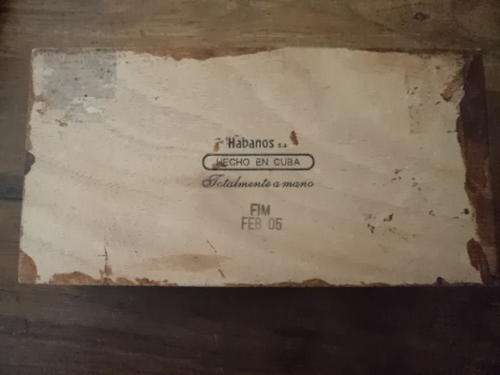 Habanos s.a
HECHO EN CUBA
Totalmente a mano
FIM
FEB 06